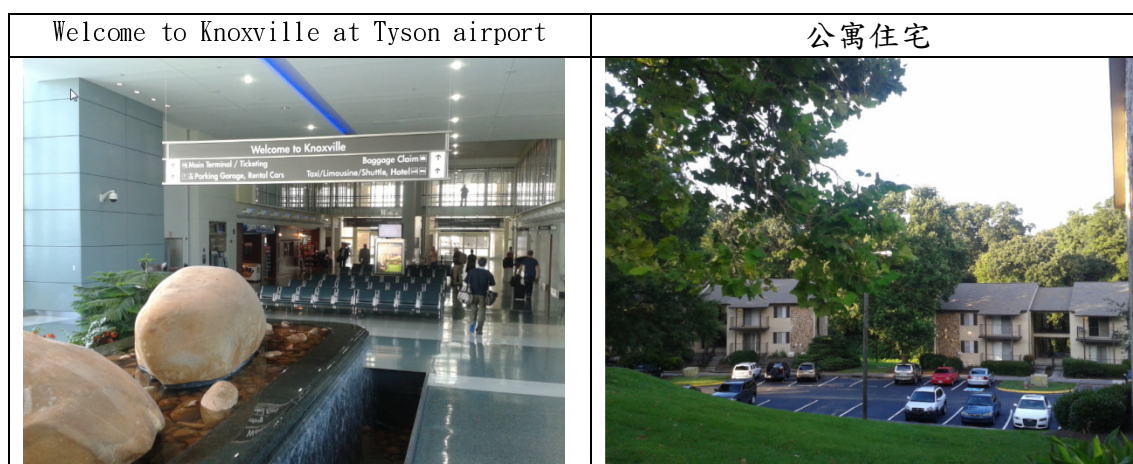 Welcome to Knoxville at Tyson airport
公寓住宅
Welcome to Knoxville
Main Terminal / Ticketing
Baggage Claim
Parking Garage, Rental Cars
Taxi/Limousine/Shuttle, Hotel